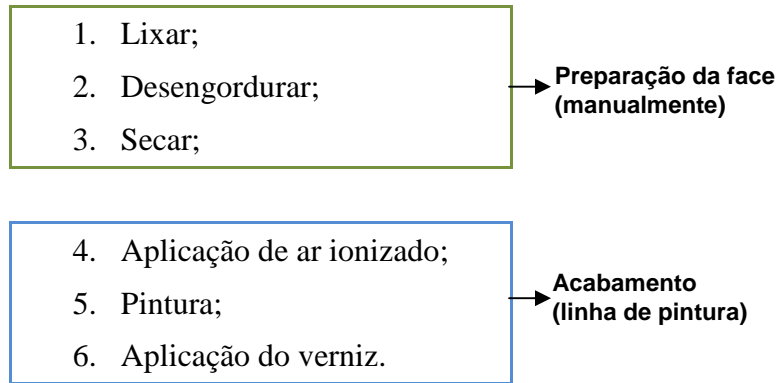 1. Lixar;
2. Desengordurar;
3. Secar;
Preparação da face
(manualmente)
4. Aplicação de ar ionizado;
5. Pintura;
6. Aplicação do verniz.
Acabamento
(linha de pintura)